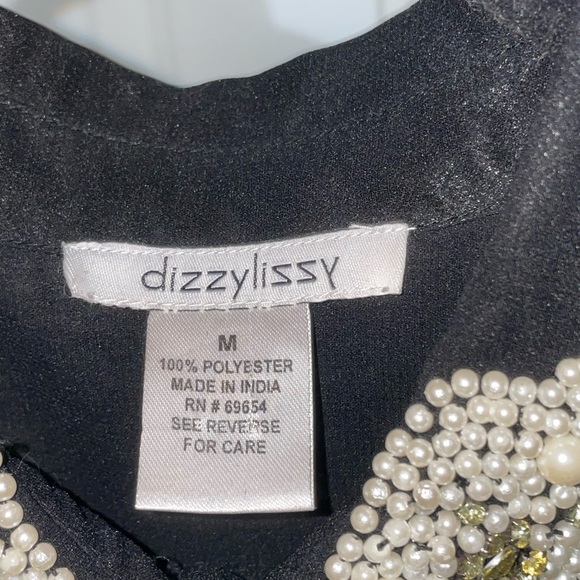 dizzylissy
M
100% POLYESTER
MADE IN INDIA
RN # 69654
SEE REVERSE
FOR CARE